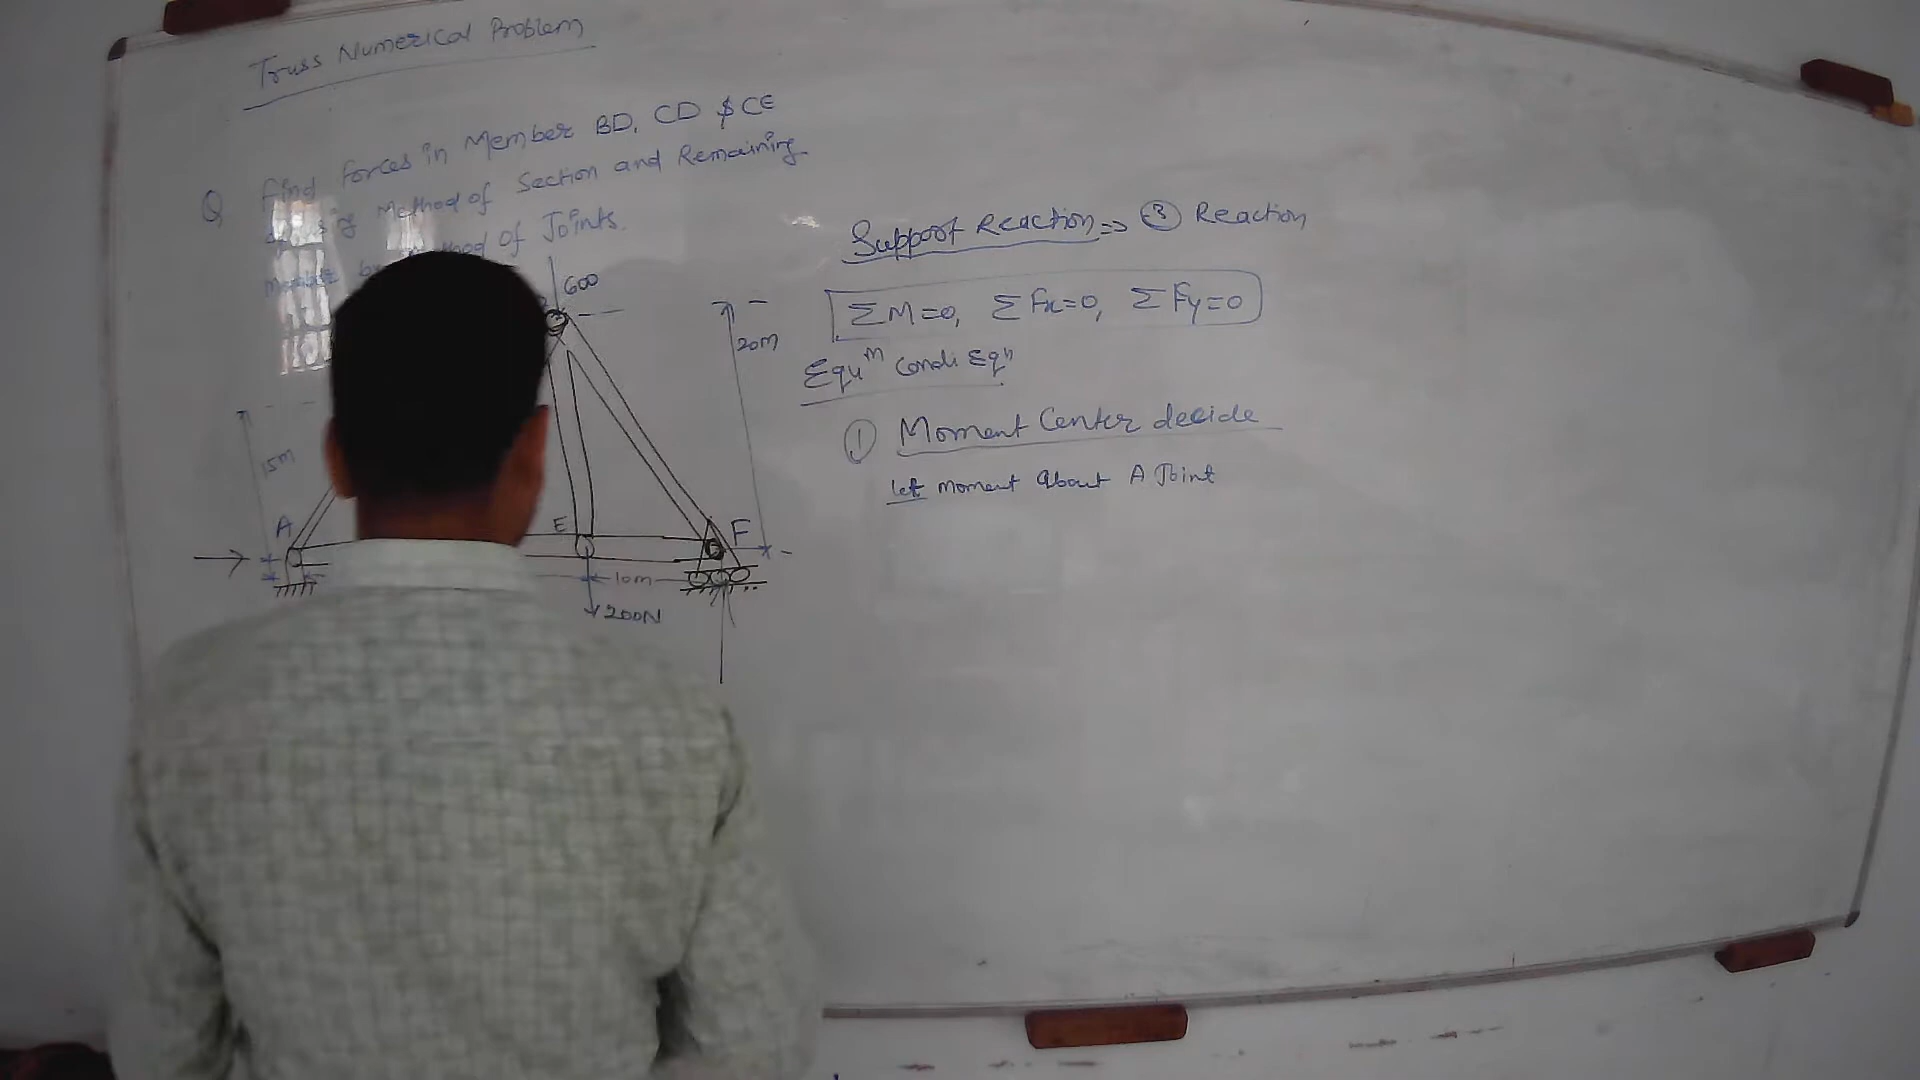 Truss Numerical Problem
Q Find Forces in Member BD, CD & CE
Method of Section and Remaining
of Joints.
600
20m
15m
A
E
F
10m
200N
Support Reaction => ③ Reaction
ΣM=0, ΣFx=0, ΣFy=0
Equm Condi Eqn
① Moment Center decide
let moment about A Joint